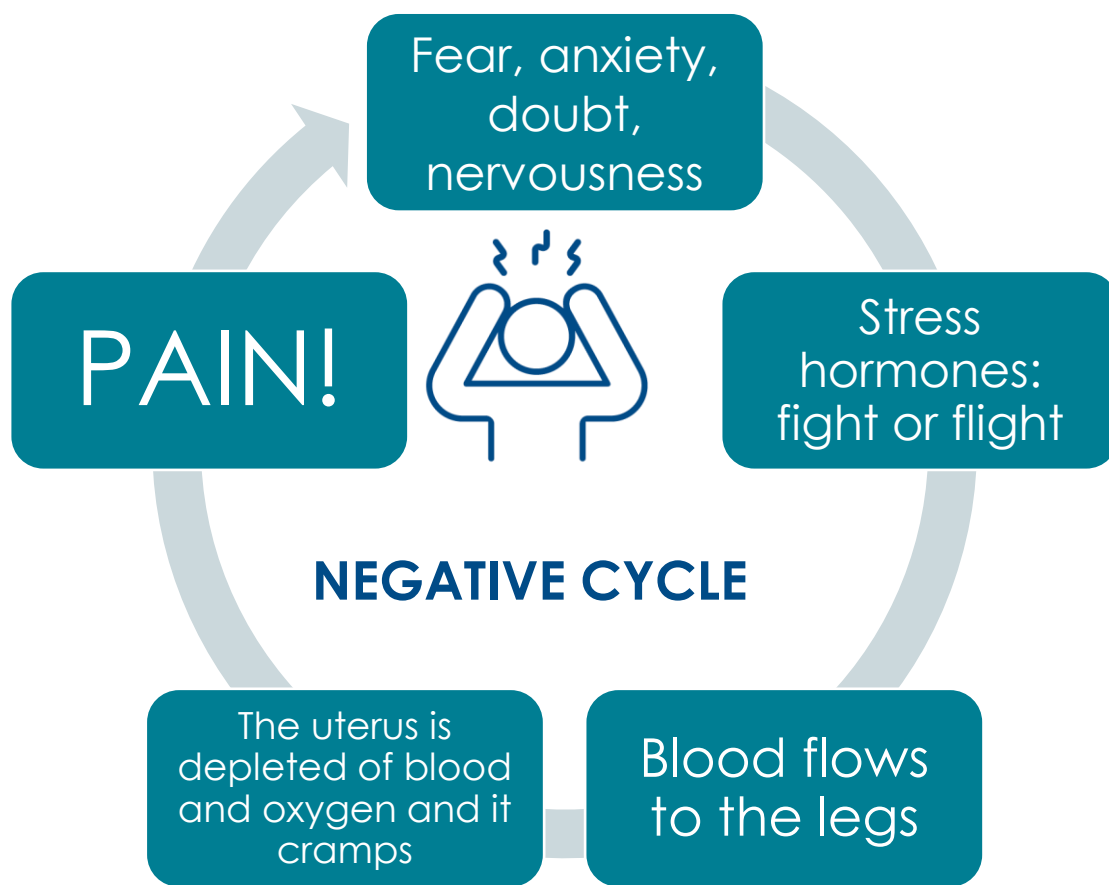 Fear, anxiety,
doubt,
nervousness
Stress
hormones:
fight or flight
Blood flows
to the legs
The uterus is
depleted of blood
and oxygen and it
cramps
PAIN!
NEGATIVE CYCLE